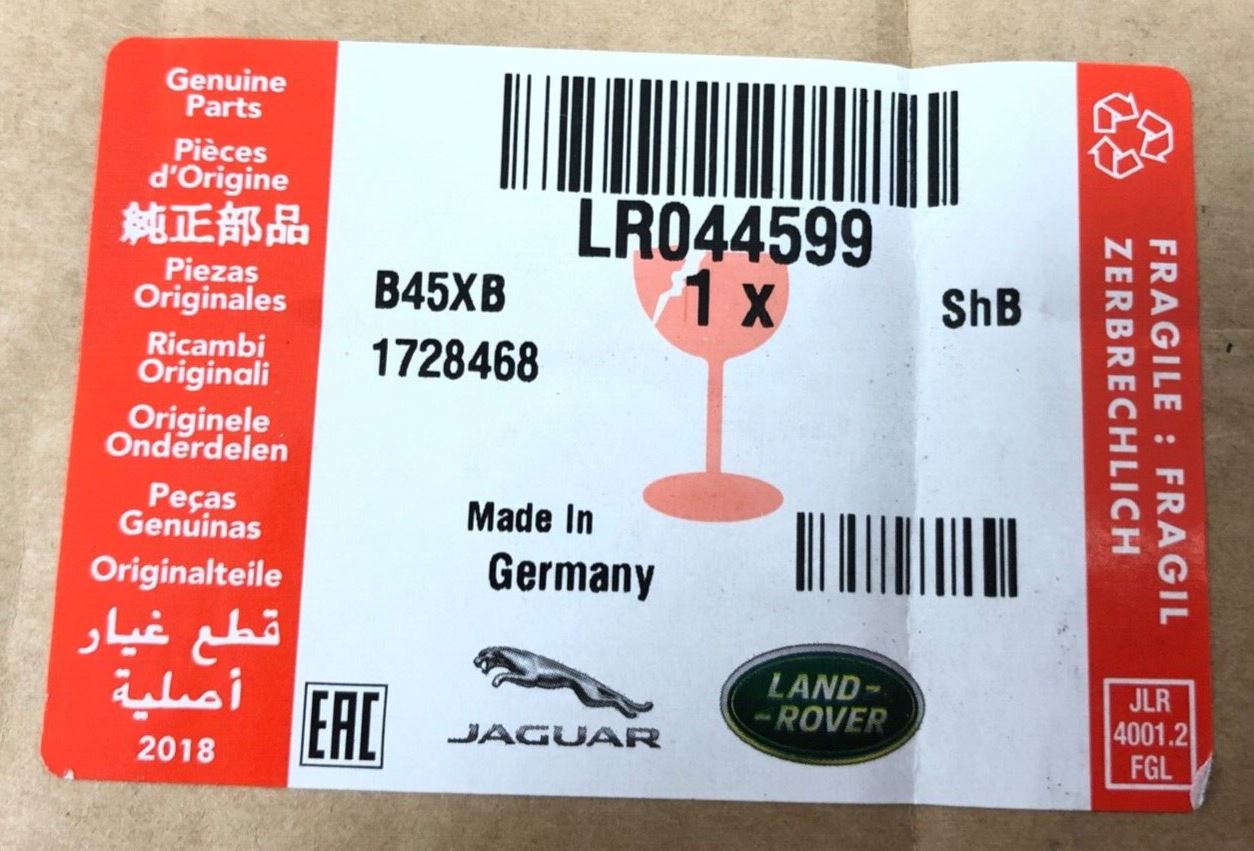 Genuine
Parts
Pièces
d'Origine
純正部品
Piezas
Originales
Ricambi
Originali
Originele
Onderdelen
Peças
Genuinas
Originalteile
قطع غيار
أصلية
2018
LR044599
B45XB
1 x
ShB
1728468
Made In
Germany
EAC
JAGUAR
LAND-
-ROVER
FRAGILE : FRAGIL
ZERBRECHLICH
JLR
4001.2
FGL